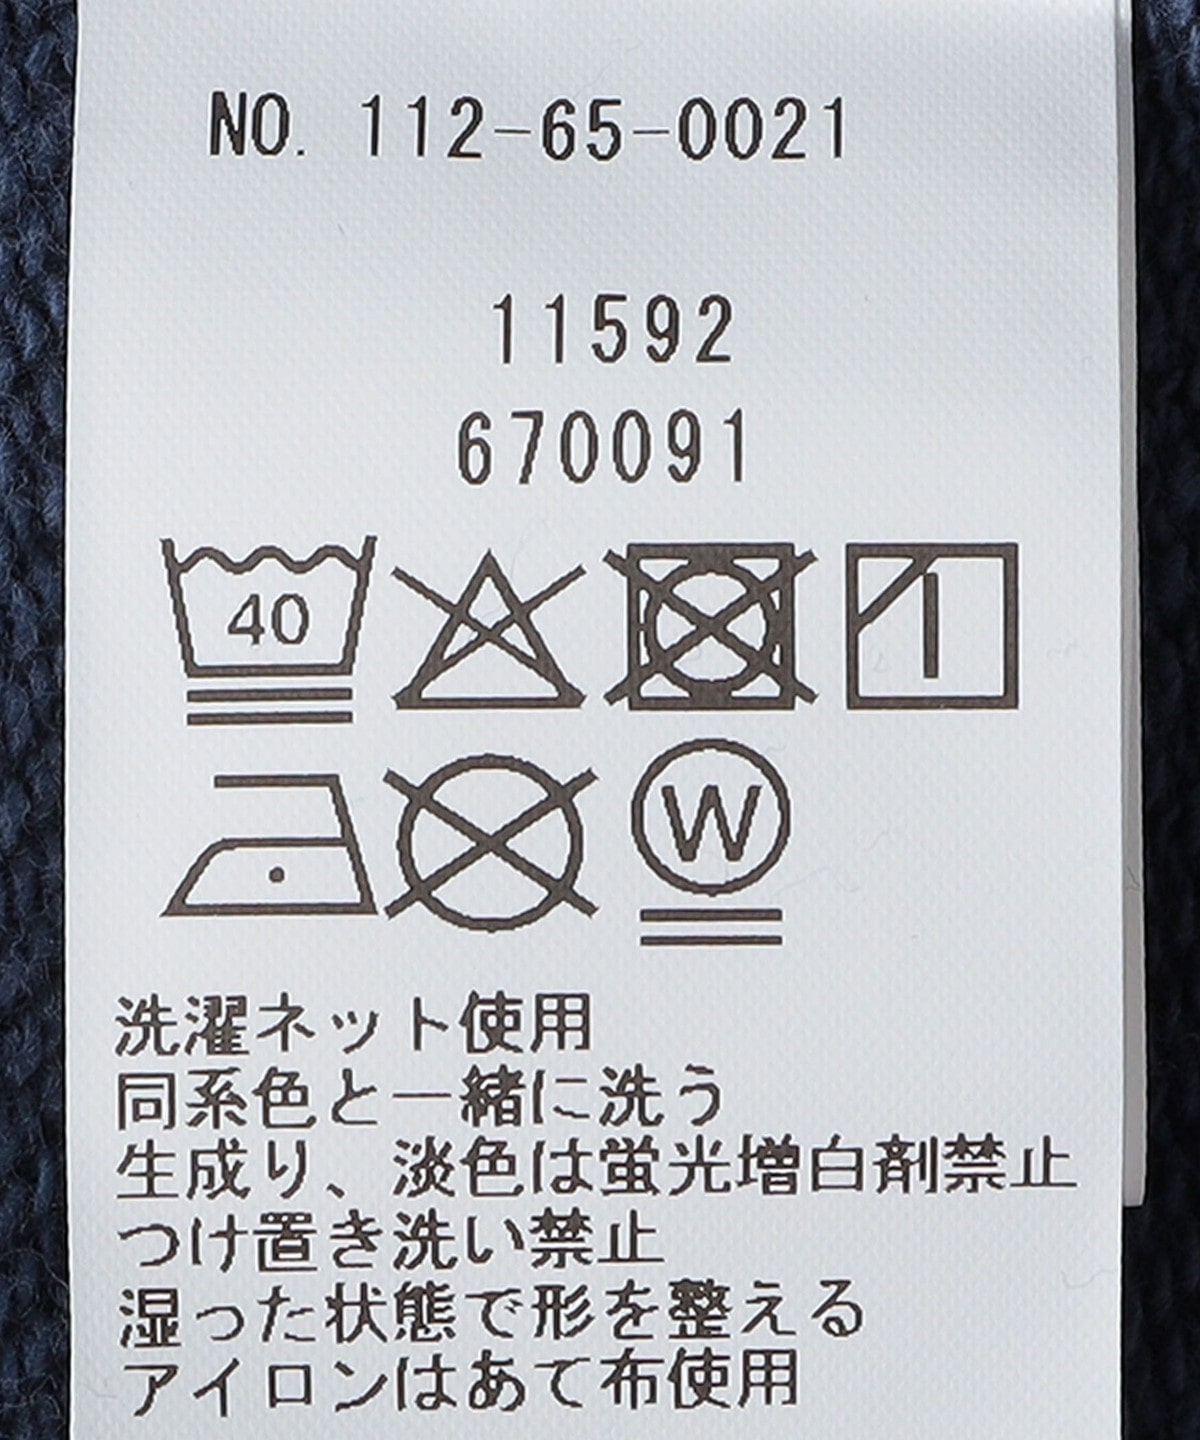 NO. 112-65-0021
11592
670091
40
W
洗濯ネット使用
同系色と一緒に洗う
生成り、淡色は蛍光増白剤禁止
つけ置き洗い禁止
湿った状態で形を整える
アイロンはあて布使用